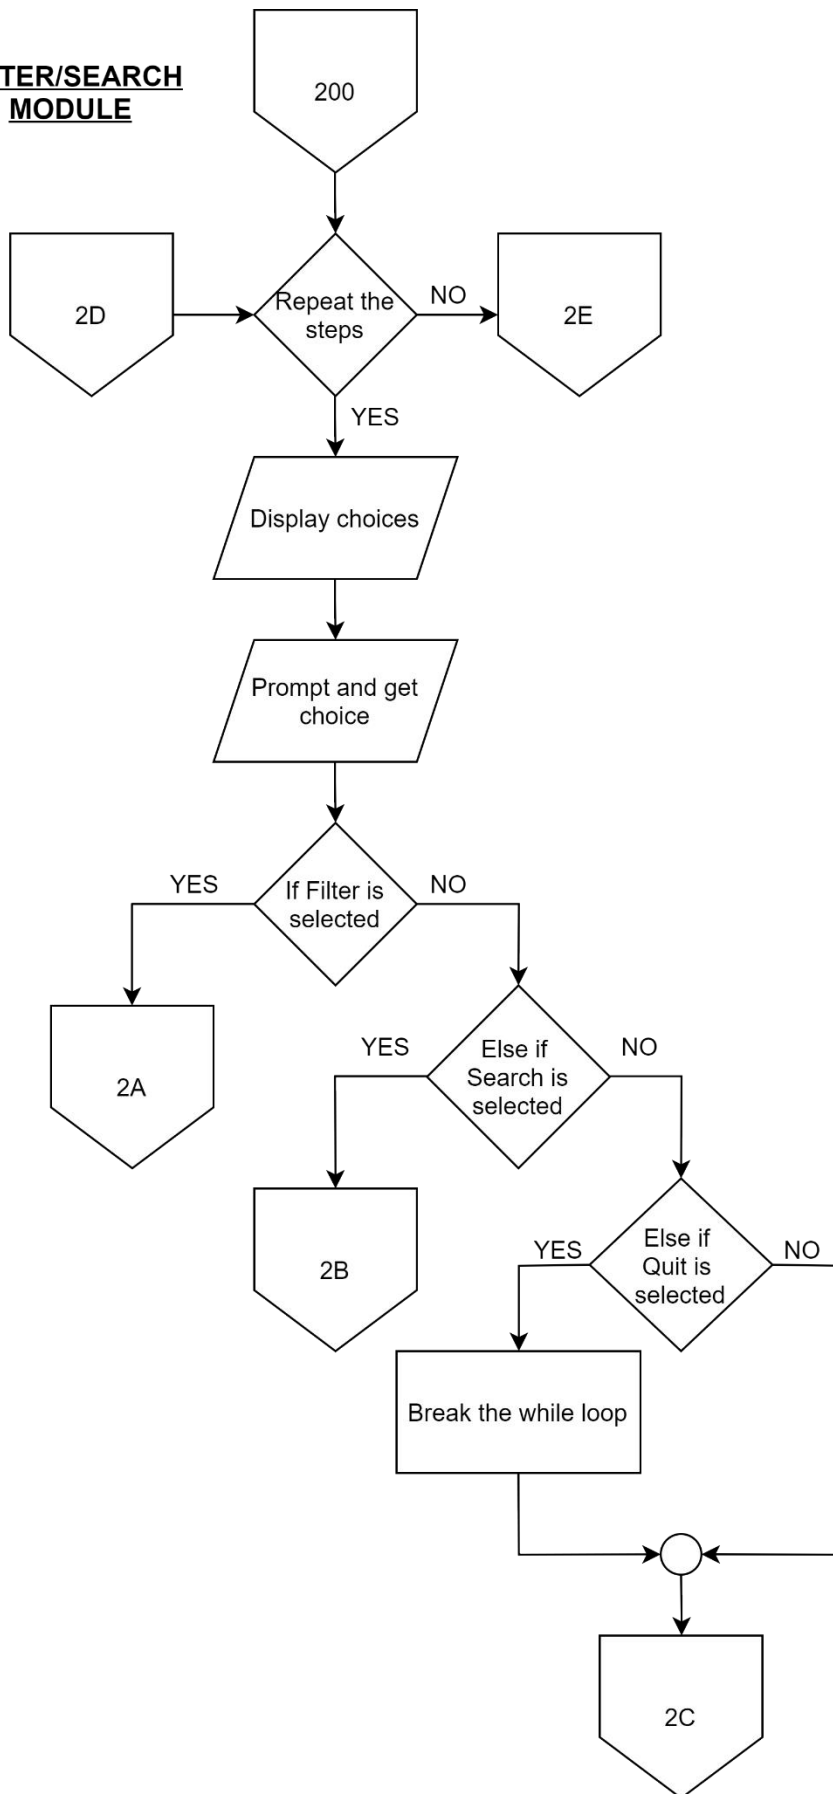 TER/SEARCH
MODULE
200
2D
Repeat the
steps
NO
2E
YES
Display choices
Prompt and get
choice
YES
If Filter is
selected
NO
2A
YES
Else if
Search is
selected
NO
2B
YES
Else if
Quit is
selected
NO
Break the while loop
2C